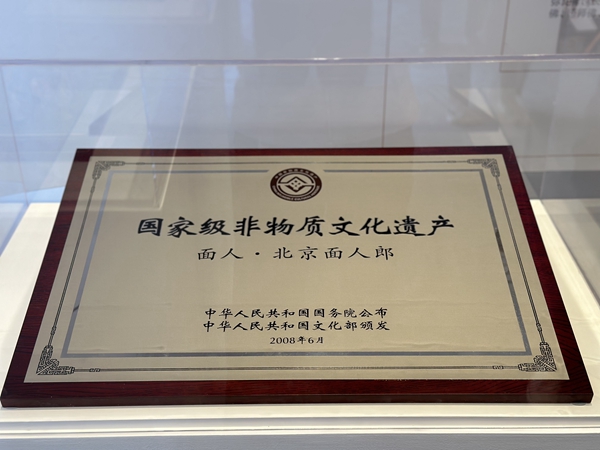 国家级非物质文化遗产
面人·北京面人郎
中华人民共和国国务院公布
中华人民共和国文化部颁发
2008年6月